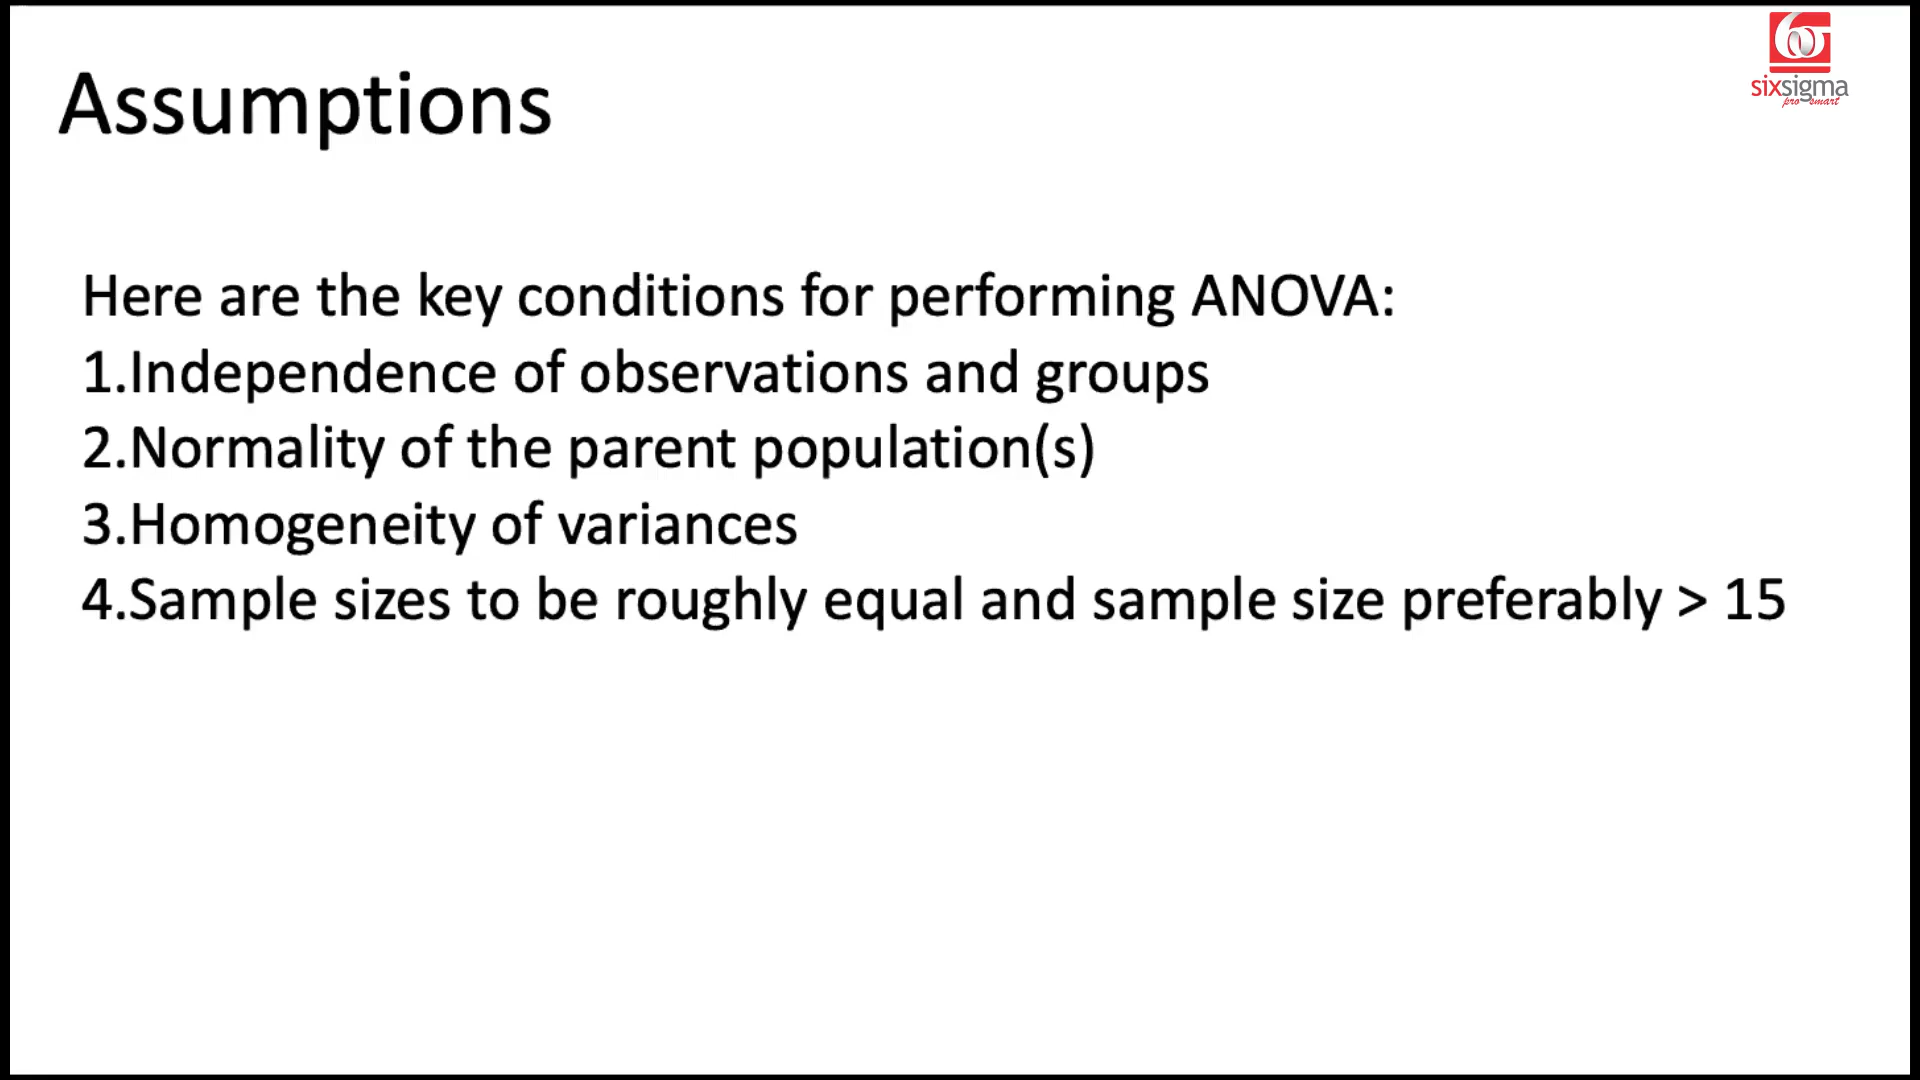 Assumptions
sixsigma
pro smart
Here are the key conditions for performing ANOVA:
1.Independence of observations and groups
2.Normality of the parent population(s)
3.Homogeneity of variances
4.Sample sizes to be roughly equal and sample size preferably > 15